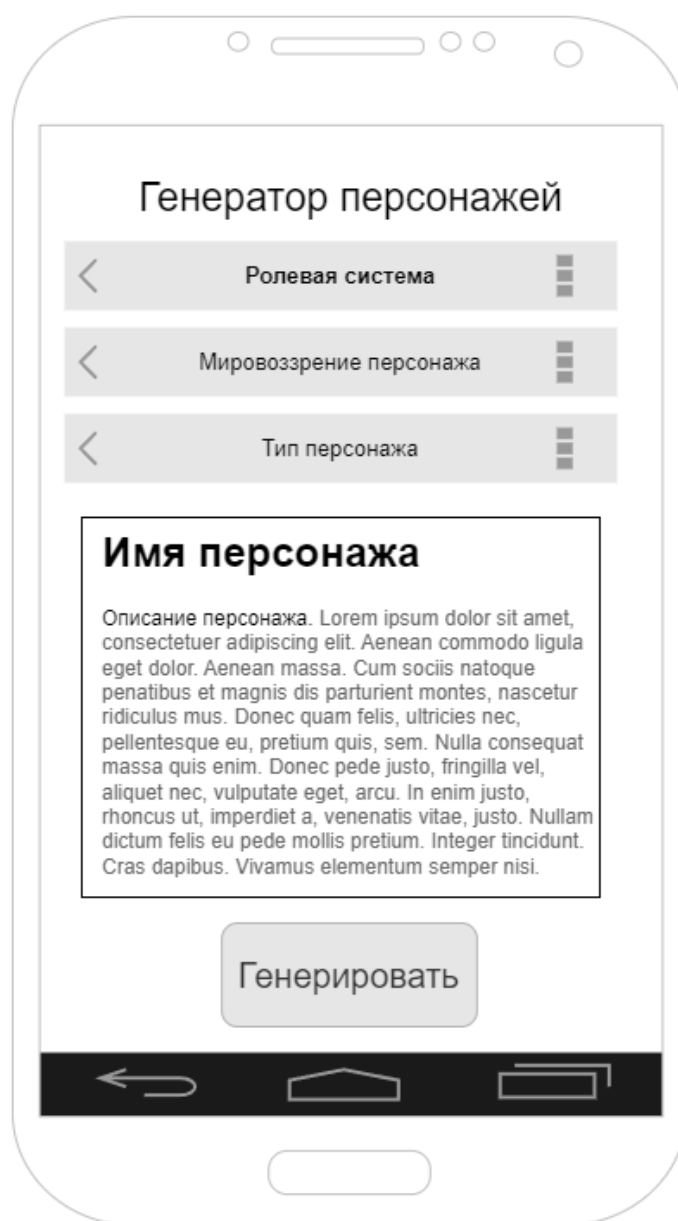 Генератор персонажей
Ролевая система
Мировоззрение персонажа
Тип персонажа
Имя персонажа
Описание персонажа. Lorem ipsum dolor sit amet,
consectetuer adipiscing elit. Aenean commodo ligula
eget dolor. Aenean massa. Cum sociis natoque
penatibus et magnis dis parturient montes, nascetur
ridiculus mus. Donec quam felis, ultricies nec,
pellentesque eu, pretium quis, sem. Nulla consequat
massa quis enim. Donec pede justo, fringilla vel,
aliquet nec, vulputate eget, arcu. In enim justo,
rhoncus ut, imperdiet a, venenatis vitae, justo. Nullam
dictum felis eu pede mollis pretium. Integer tincidunt.
Cras dapibus. Vivamus elementum semper nisi.
Генерировать